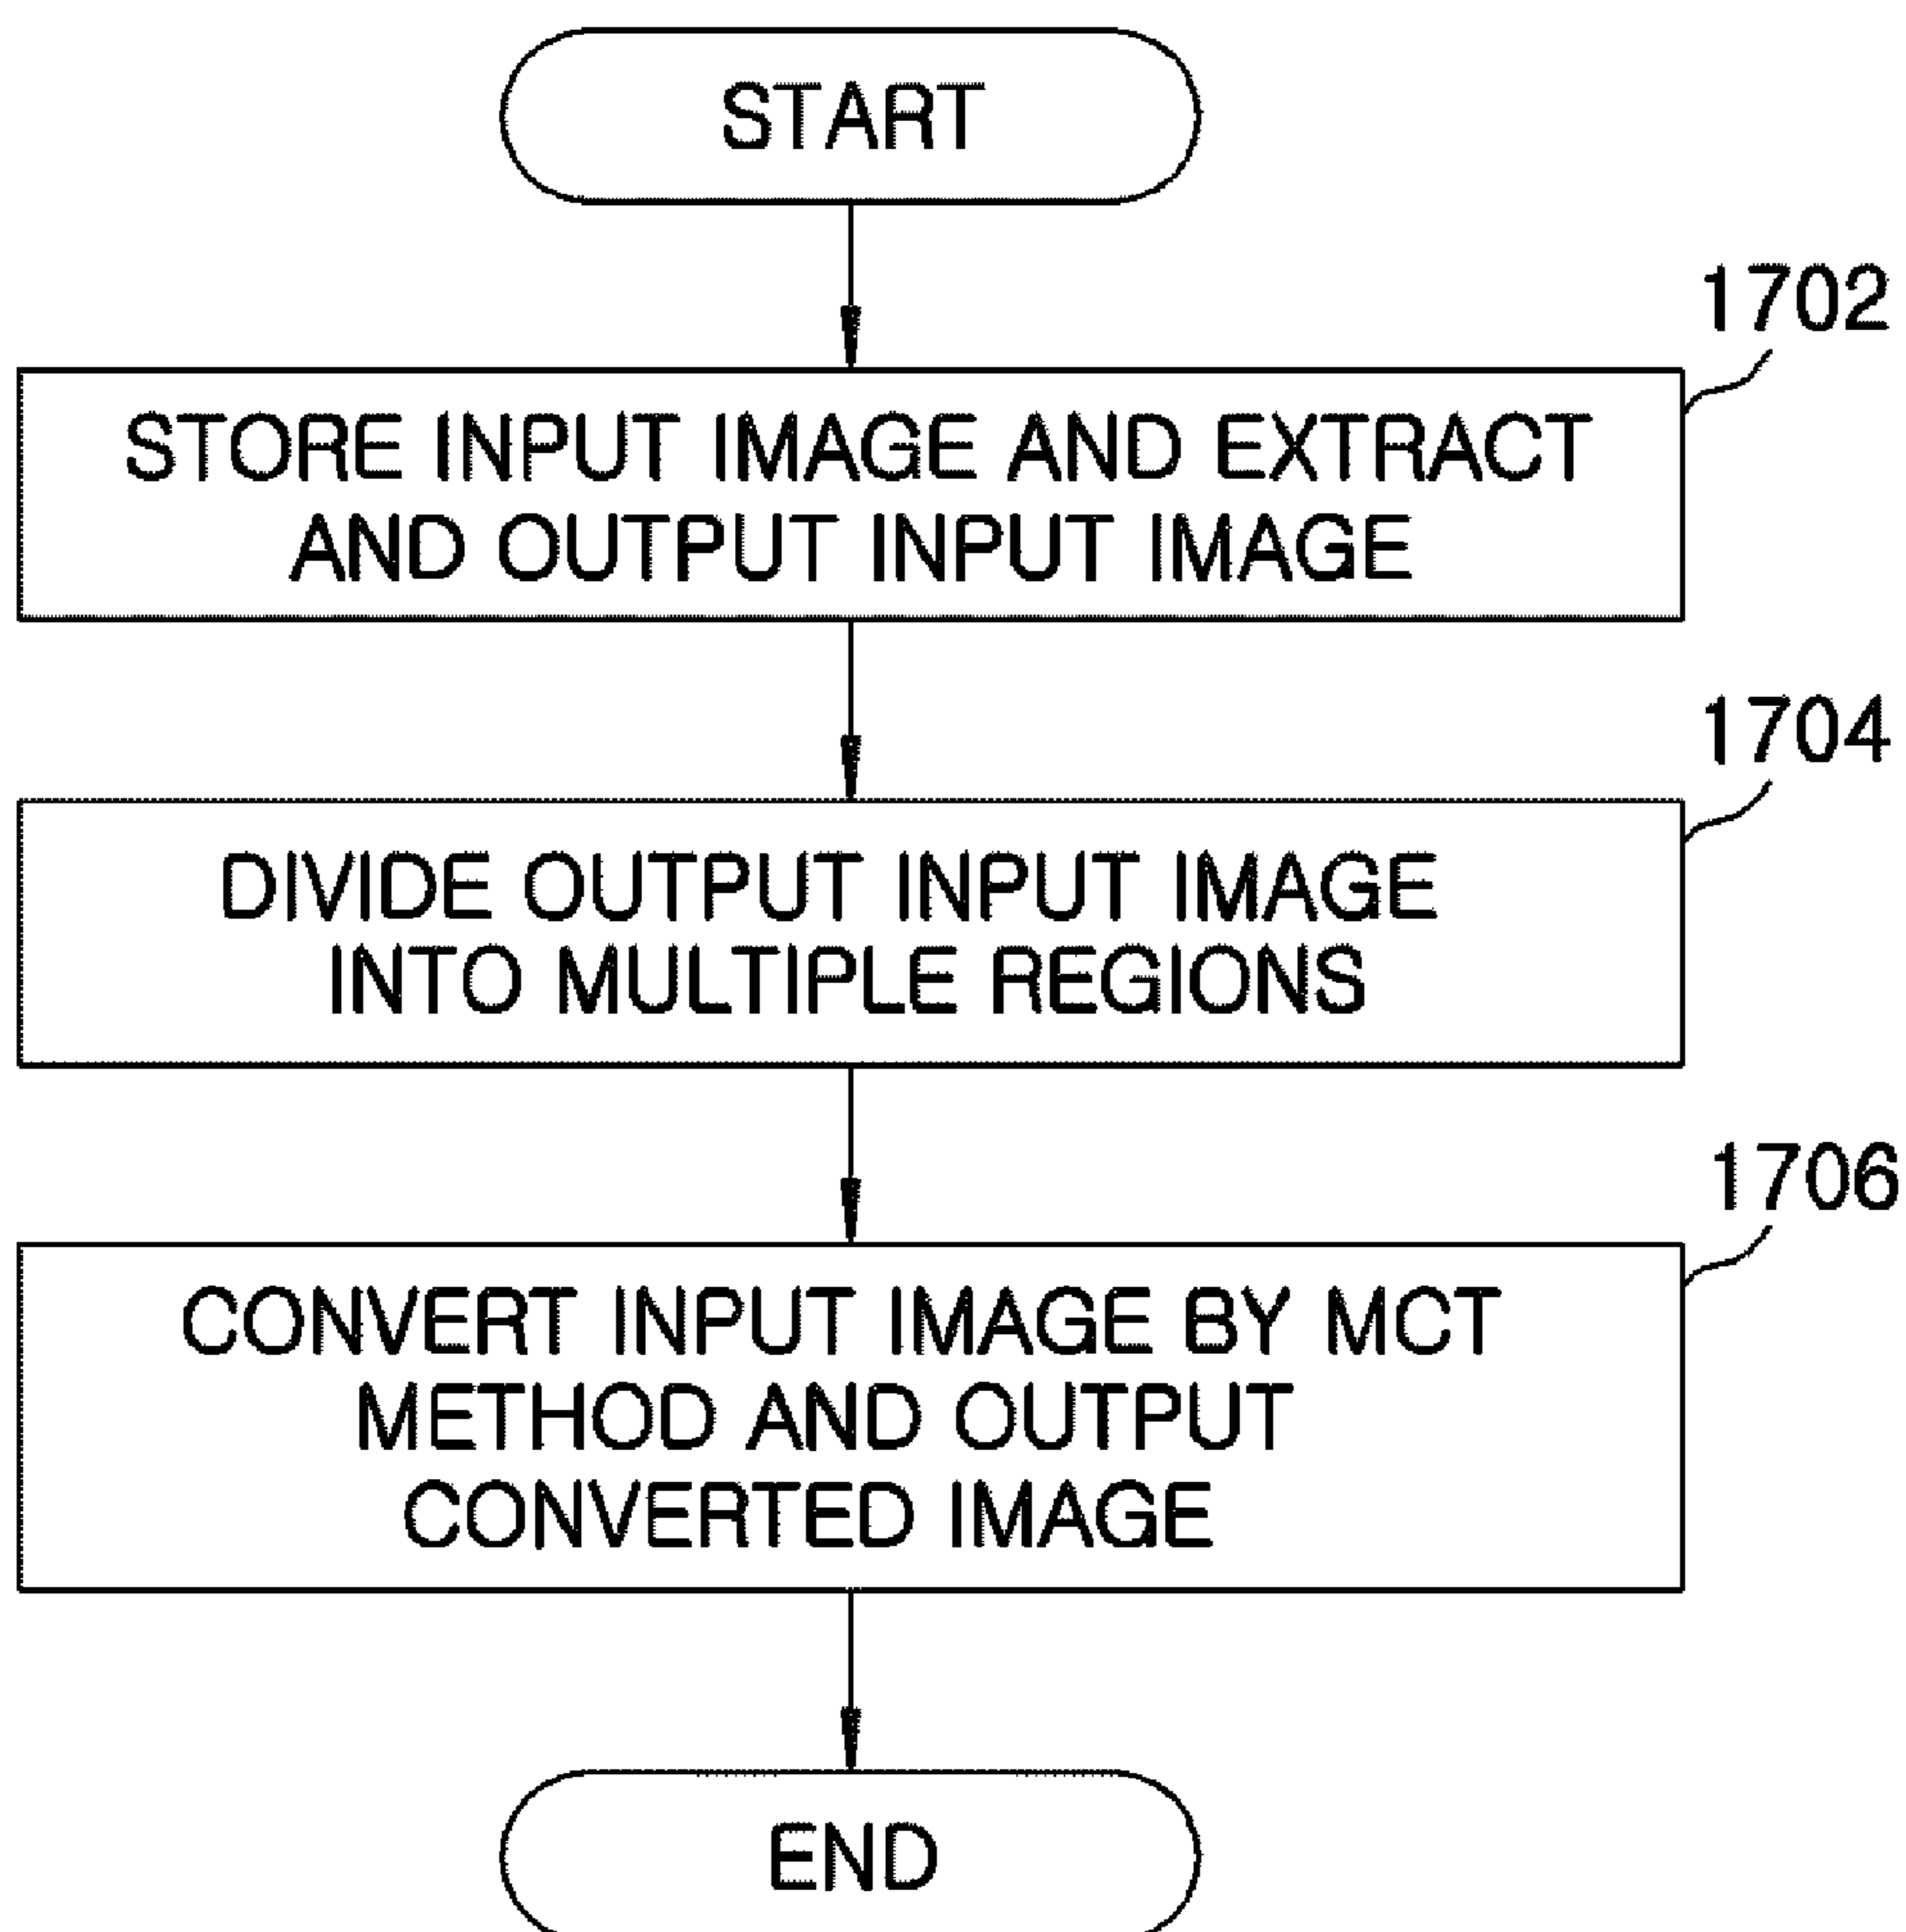 START
1702
STORE INPUT IMAGE AND EXTRACT
AND OUTPUT INPUT IMAGE
1704
DIVIDE OUTPUT INPUT IMAGE
INTO MULTIPLE REGIONS
1706
CONVERT INPUT IMAGE BY MCT
METHOD AND OUTPUT
CONVERTED IMAGE
END